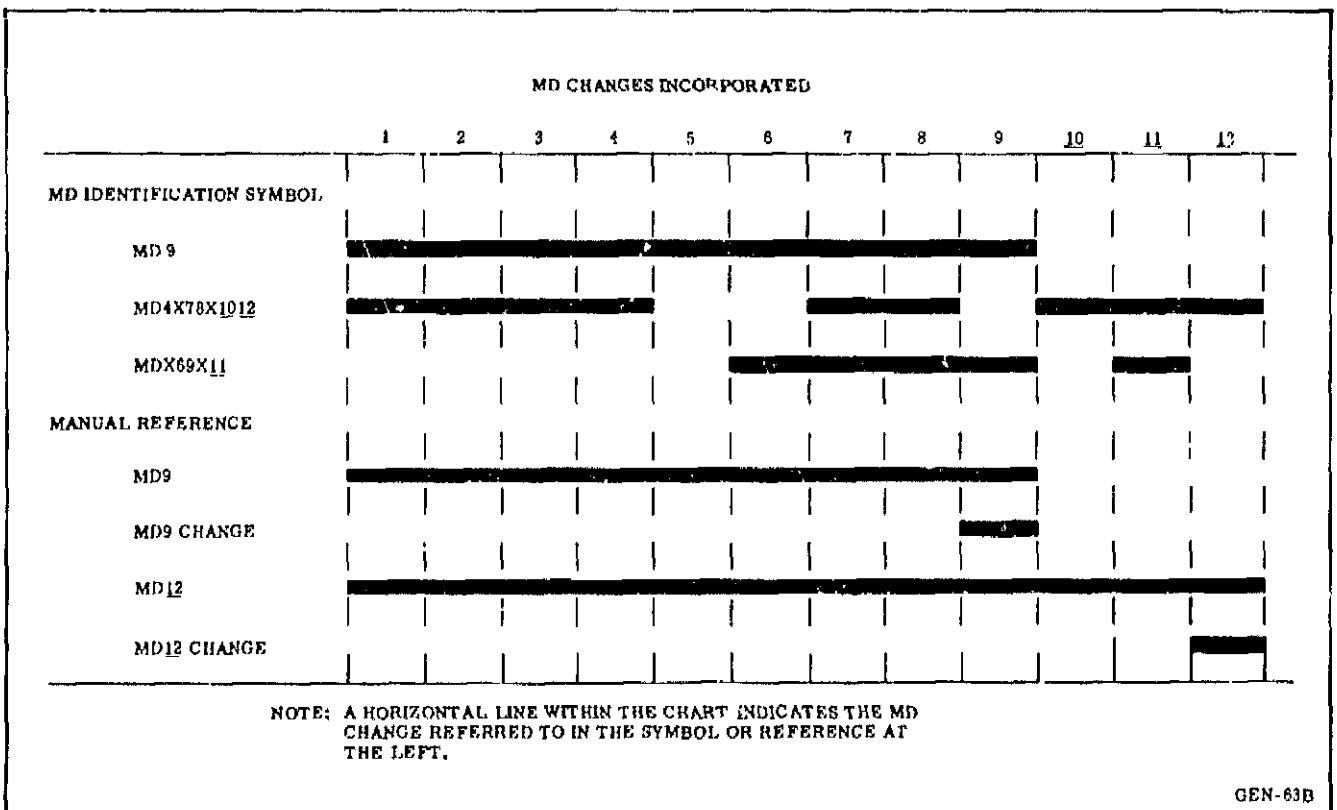 MD CHANGES INCORPORATED
1 2 3 4 5 6 7 8 9 10 11 12
MD IDENTIFICATION SYMBOL
MD 9
MD4X78X1012
MDX69X11
MANUAL REFERENCE
MD9
MD9 CHANGE
MD12
MD12 CHANGE
NOTE: A HORIZONTAL LINE WITHIN THE CHART INDICATES THE MD
CHANGE REFERRED TO IN THE SYMBOL OR REFERENCE AT
THE LEFT.
GEN-63B